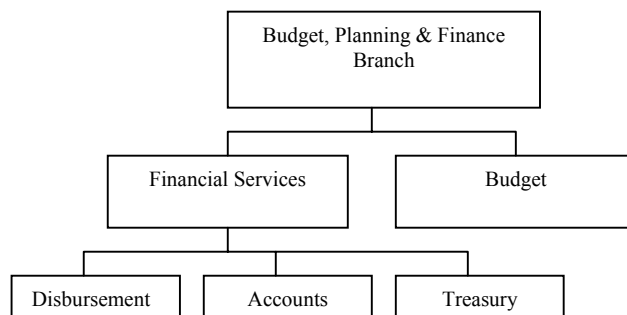 Budget, Planning & Finance
Branch
Financial Services
Budget
Disbursement
Accounts
Treasury